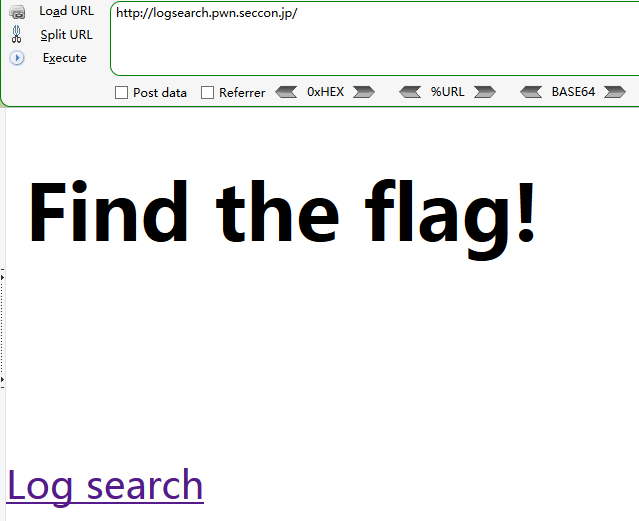 Load URL
http://logsearch.pwn.seccon.jp/
Split URL
Execute
Post data Referrer 0xHEX %URL BASE64
Find the flag!
Log search